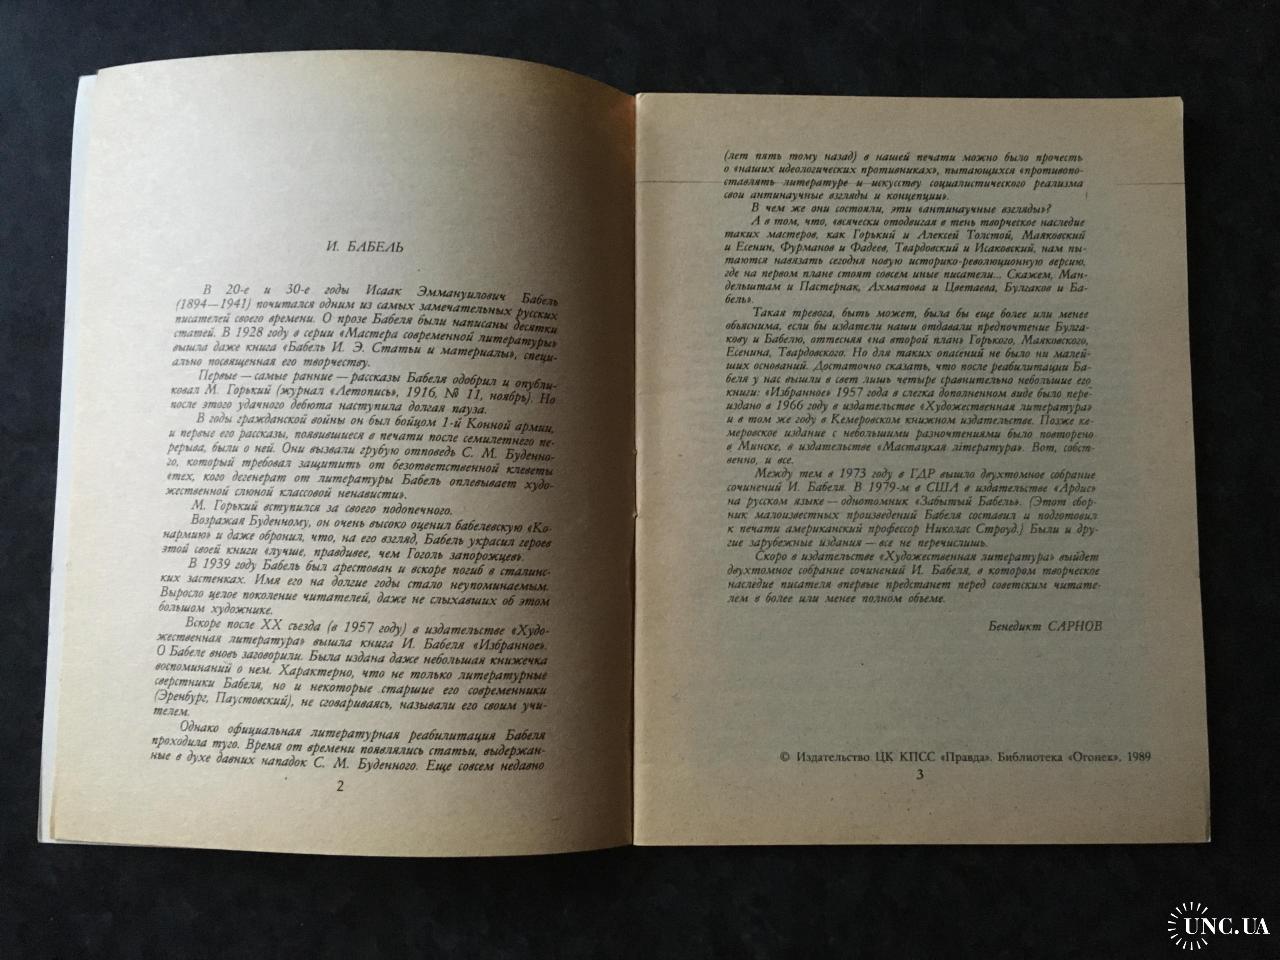 И. БАБЕЛЬ
В 20-е и 30-е годы Исаак Эммануилович Бабель
(1894—1941) почитался одним из самых замечательных русских
писателей своего времени. О прозе Бабеля были написаны десятки
статей. В 1928 году в серии «Мастера современной литературы»
вышла даже книга «Бабель И. Э. Статьи и материалы», специ-
ально посвященная его творчеству.
Первые — самые ранние — рассказы Бабеля одобрил и опубли-
ковал М. Горький (журнал «Летопись», 1916, № 11, ноябрь). Но
после этого удачного дебюта наступила долгая пауза.
В годы гражданской войны он был бойцом 1-й Конной армии,
и первые его рассказы, появившиеся в печати после семилетнего пе-
рерыва, были о ней. Они вызвали грубую отповедь С. М. Буденно-
го, который требовал защитить от безответственной клеветы
«тех, кого дегенерат от литературы Бабель оплевывает худо-
жественной слюной классовой ненависти».
М. Горький вступился за своего подопечного.
Возражая Буденному, он очень высоко оценил бабелевскую «Ко-
нармию» и даже обронил, что, на его взгляд, Бабель украсил героев
этой своей книги «лучше, правдивее, чем Гоголь запорожцев».
В 1939 году Бабель был арестован и вскоре погиб в сталинс-
ких застенках. Имя его на долгие годы стало неупоминаемым.
Выросло целое поколение читателей, даже не слыхавших об этом
большом художнике.
Вскоре после XX съезда (в 1957 году) в издательстве «Худо-
жественная литература» вышла книга И. Бабеля «Избранное».
О Бабеле вновь заговорили. Была издана даже небольшая книжечка
воспоминаний о нем. Характерно, что не только литературные
сверстники Бабеля, но и некоторые старшие его современники
(Эренбург, Паустовский), не сговариваясь, называли его своим учи-
телем.
Однако официальная литературная реабилитация Бабеля
проходила туго. Время от времени появлялись статьи, выдержан-
ные в духе давних нападок С. М. Буденного. Еще совсем недавно
2
(лет пять тому назад) в нашей печати можно было прочесть
о «наших идеологических противниках», пытающихся «противопо-
ставлять литературе и искусству социалистического реализма
свои антинаучные взгляды и концепции».
В чем же они состояли, эти «антинаучные взгляды»?
А в том, что, «всячески отодвигая в тень творческое наследие
таких мастеров, как Горький и Алексей Толстой, Маяковский
и Есенин, Фурманов и Фадеев, Твардовский и Исаковский, нам пы-
таются навязать сегодня новую историко-революционную версию,
где на первом плане стоят совсем иные писатели... Скажем, Ман-
дельштам и Пастернак, Ахматова и Цветаева, Булгаков и Ба-
бель».
Такая тревога, быть может, была бы еще более или менее
объяснима, если бы издатели наши отдавали предпочтение Булга-
кову и Бабелю, оттесняя «на второй план» Горького, Маяковского,
Есенина, Твардовского. Но для таких опасений не было ни малей-
ших оснований. Достаточно сказать, что после реабилитации Ба-
беля у нас вышли в свет лишь четыре сравнительно небольшие его
книги: «Избранное» 1957 года в слегка дополненном виде было пере-
издано в 1966 году в издательстве «Художественная литература»
и в том же году в Кемеровском книжном издательстве. Позже ке-
меровское издание с небольшими разночтениями было повторено
в Минске, в издательстве «Мастацкая література». Вот, собст-
венно, и все.
Между тем в 1973 году в ГДР вышло двухтомное собрание
сочинений И. Бабеля. В 1979-м в США в издательстве «Ардис»
на русском языке — однотомник «Забытый Бабель». (Этот сбор-
ник малоизвестных произведений Бабеля составил и подготовил
к печати американский профессор Николас Строуд.) Были и дру-
гие зарубежные издания — все не перечислишь.
Скоро в издательстве «Художественная литература» выйдет
двухтомное собрание сочинений И. Бабеля, в котором творческое
наследие писателя впервые предстанет перед советским читате-
лем в более или менее полном объеме.
Бенедикт САРНОВ
© Издательство ЦК КПСС «Правда». Библиотека «Огонек», 1989
3
UNC.UA